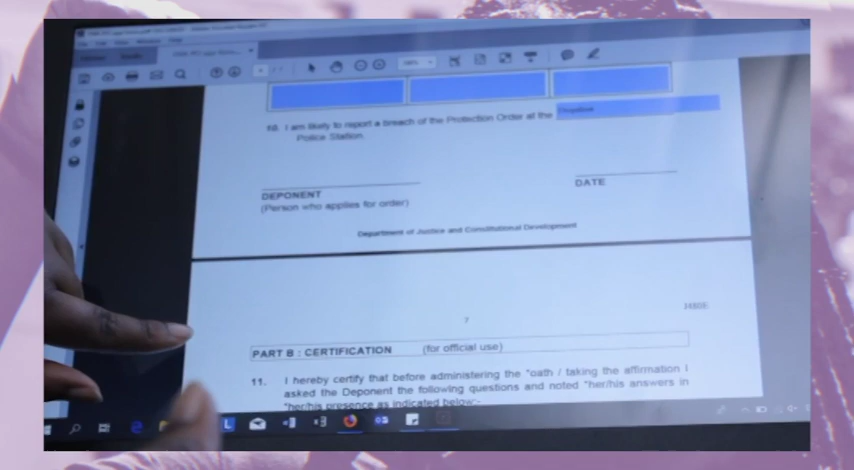 10. I am likely to report a breach of the Protection Order at the
Police Station.
DEPONENT
DATE
(Person who applies for order)
Department of Justice and Constitutional Development
7
J480E
PART B : CERTIFICATION (for official use)
11. I hereby certify that before administering the *oath / taking the affirmation I
asked the Deponent the following questions and noted *her/his answers in
*her/his presence as indicated below:-